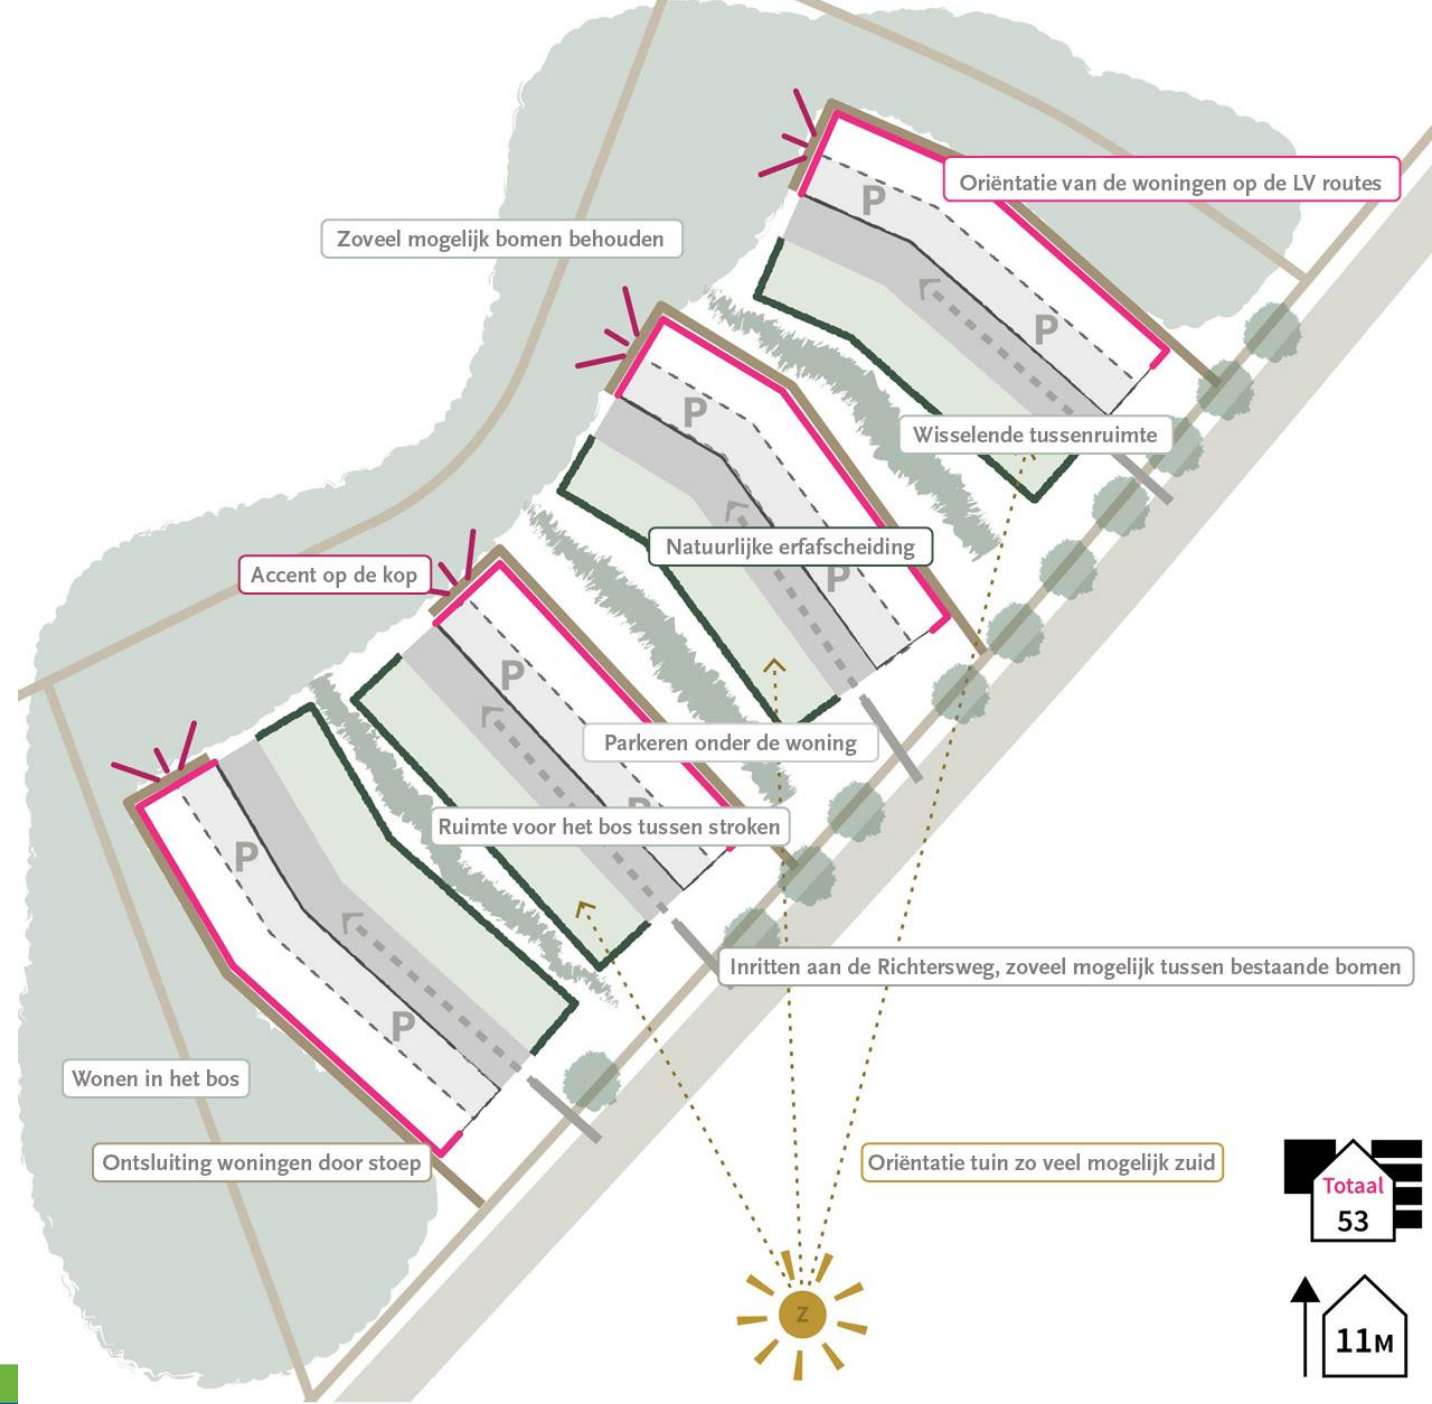 P
Oriëntatie van de woningen op de LV routes
Zoveel mogelijk bomen behouden
P
P
Wisselende tussenruimte
Natuurlijke erfafscheiding
P
Accent op de kop
P
Parkeren onder de woning
P
Ruimte voor het bos tussen stroken
P
Inritten aan de Richtersweg, zoveel mogelijk tussen bestaande bomen
P
Wonen in het bos
Ontsluiting woningen door stoep
Oriëntatie tuin zo veel mogelijk zuid
Totaal
53
Z
11M